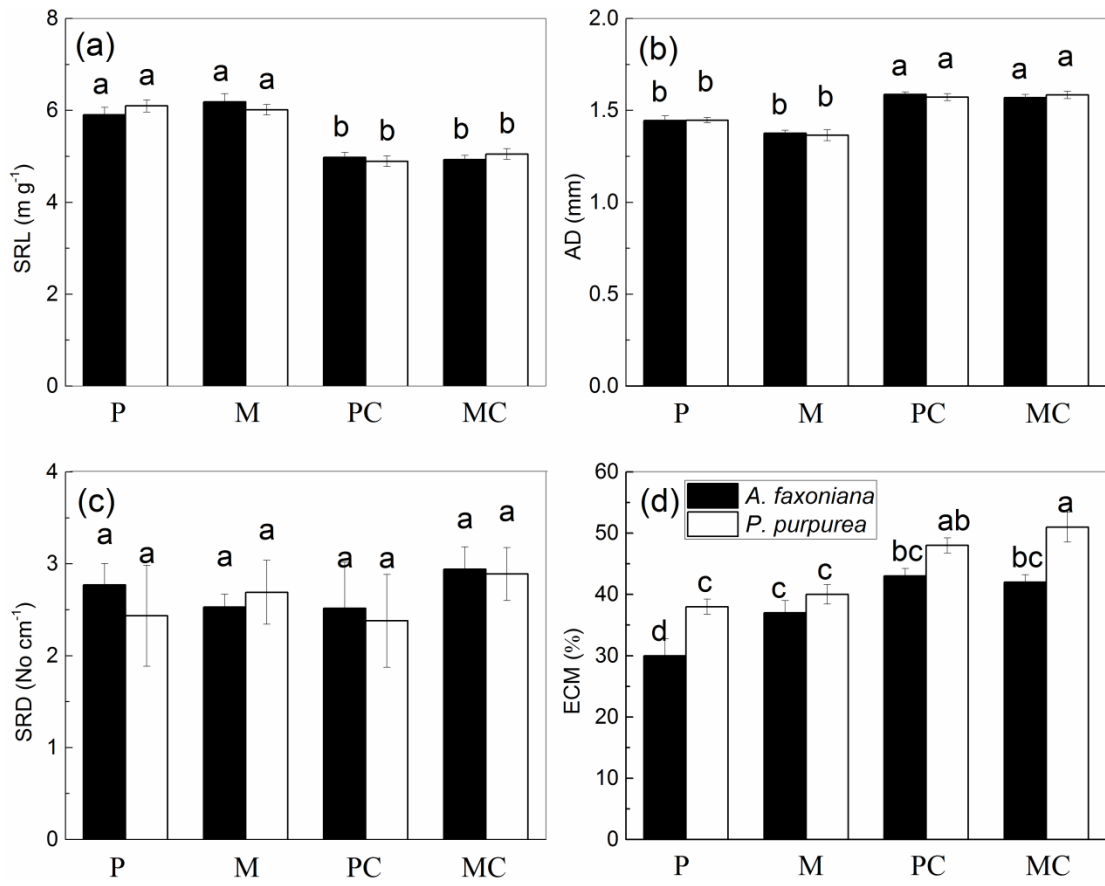 (a)
SRL (m g⁻¹)
8
6
4
2
0
a a a a b b b b
P M PC MC
(b)
AD (mm)
2.0
1.5
1.0
0.5
0.0
b b b b a a a a
P M PC MC
(c)
SRD (No cm⁻¹)
4
3
2
1
0
a a a a a a a a
P M PC MC
(d)
A. faxoniana
P. purpurea
ECM (%)
60
50
40
30
20
10
0
d c c c bc ab bc a
P M PC MC